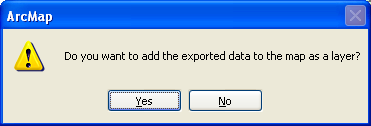 ArcMap
Do you want to add the exported data to the map as a layer?
Yes No